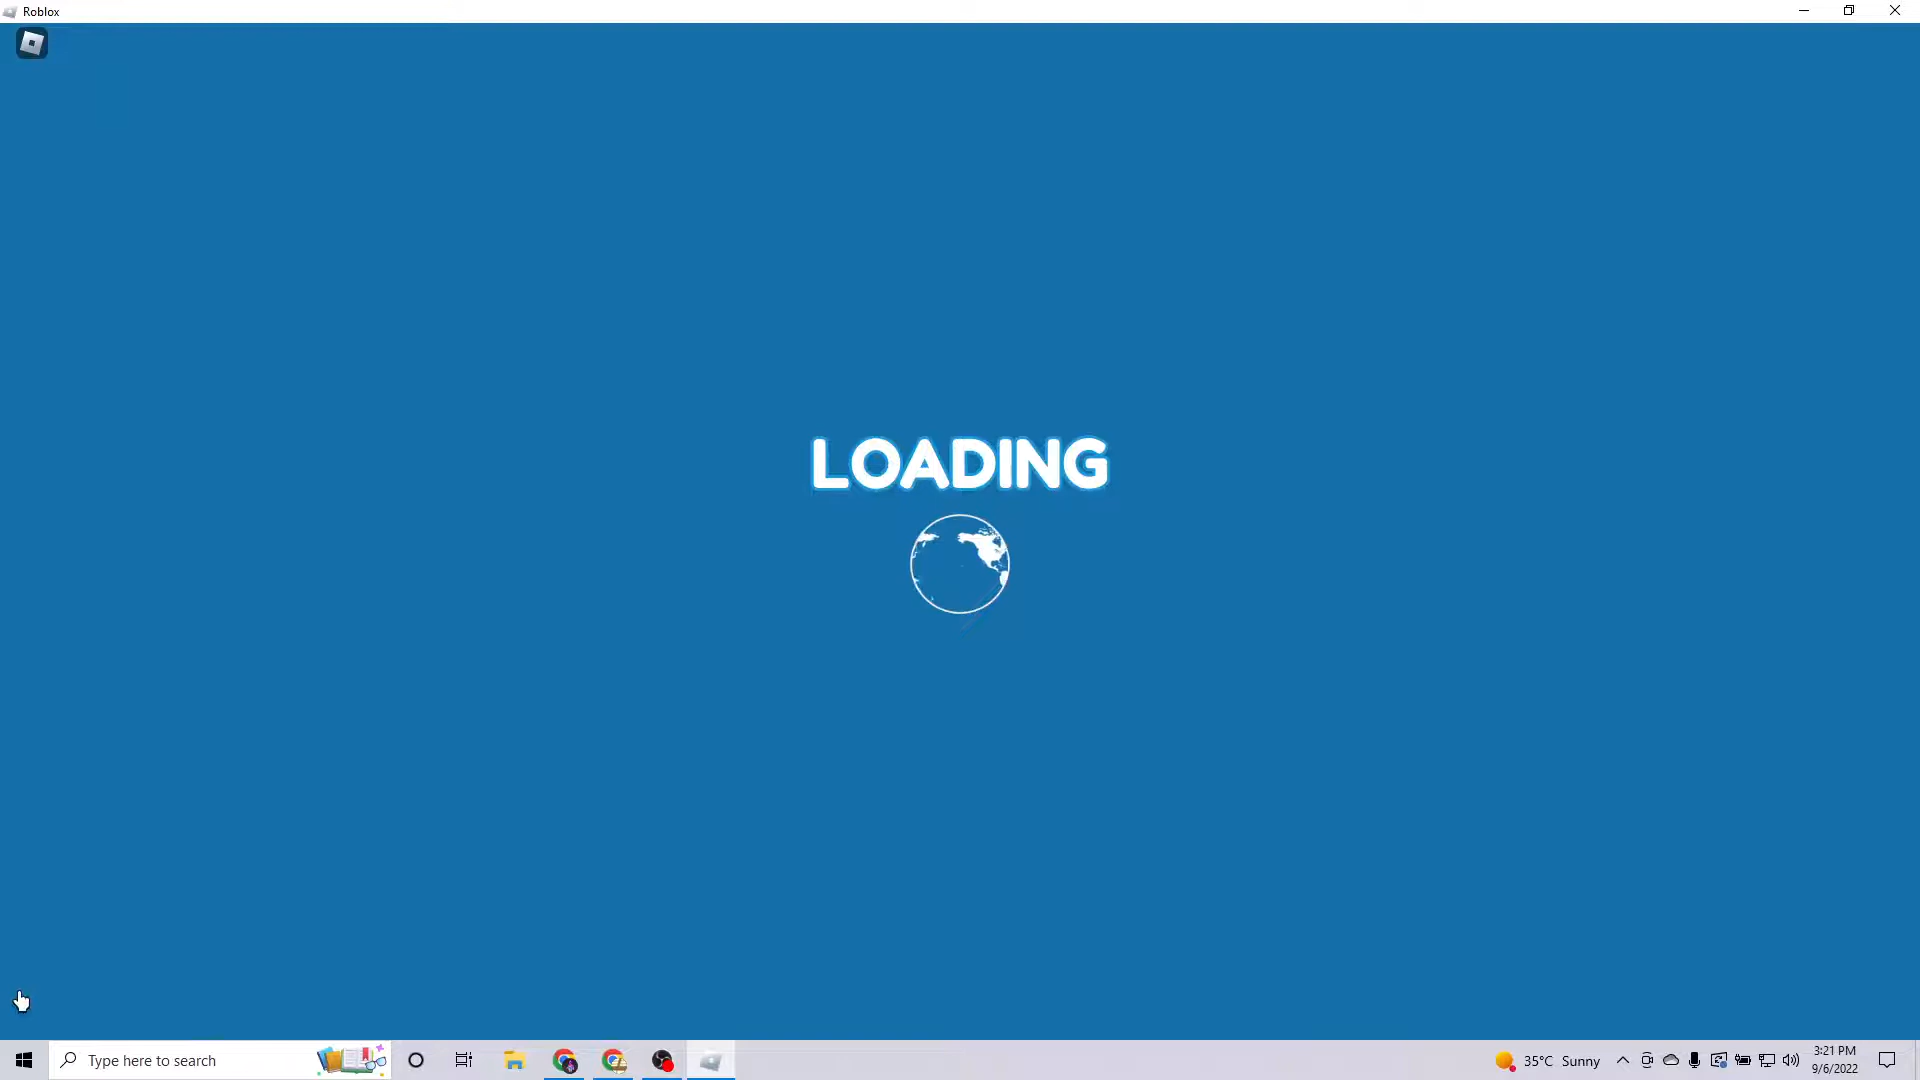 Roblox
LOADING
Type here to search
35°C Sunny
3:21 PM
9/6/2022